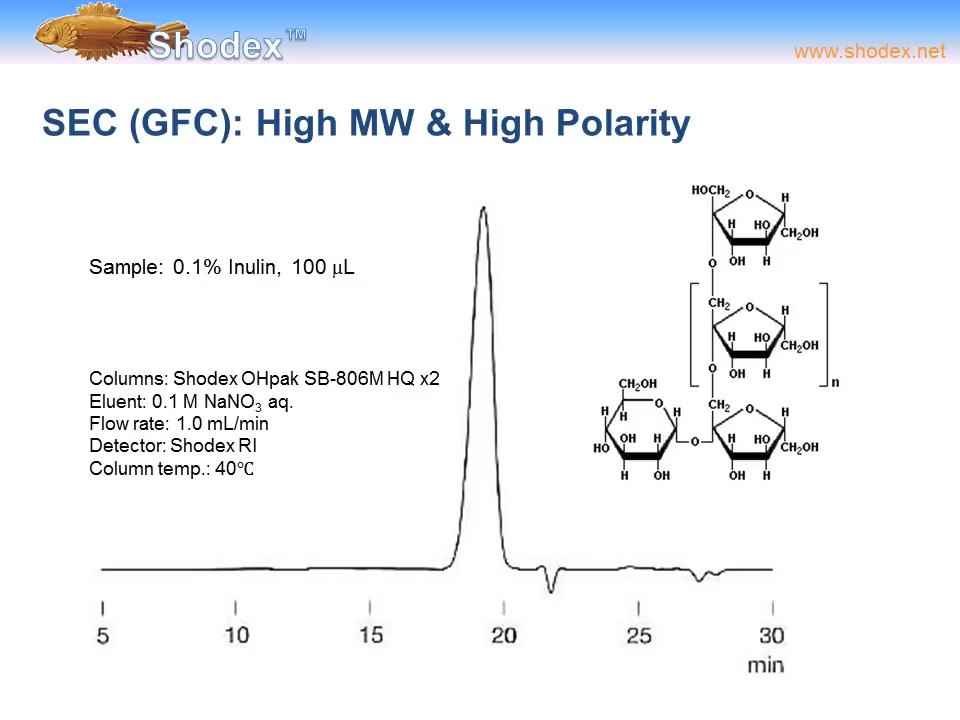 Shodex™
www.shodex.net
SEC (GFC): High MW & High Polarity
Sample: 0.1% Inulin, 100 μL
Columns: Shodex OHpak SB-806M HQ x2
Eluent: 0.1 M NaNO₃ aq.
Flow rate: 1.0 mL/min
Detector: Shodex RI
Column temp.: 40℃
HOCH₂ O H
H HO CH₂OH
OH H
O
CH₂ O H
H HO CH₂OH
OH H
n
O
CH₂OH
CH₂ O H
H H O H
HO OH H O H HO CH₂OH
H OH OH H
5 10 15 20 25 30
min